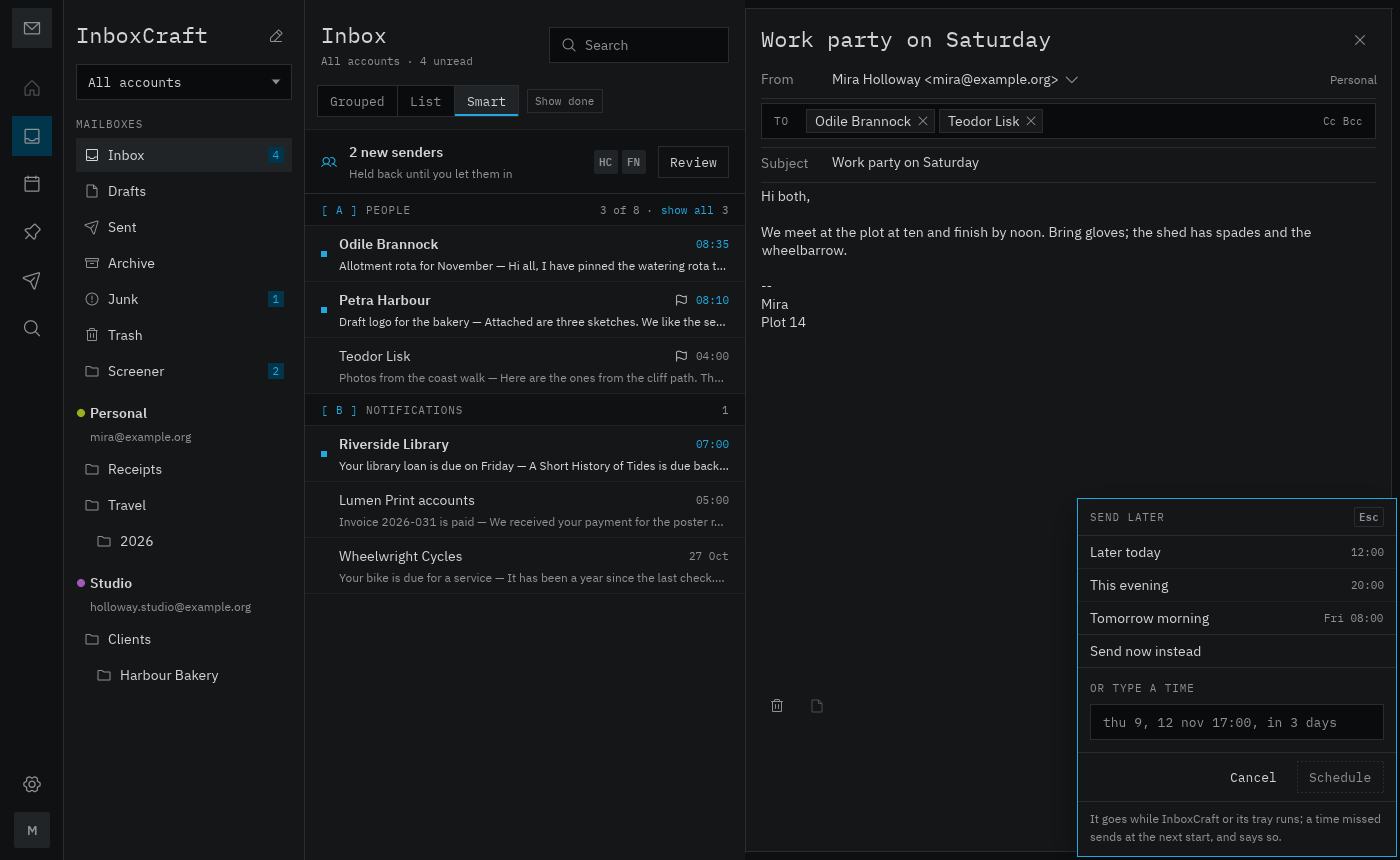 InboxCraft
All accounts
MAILBOXES
Inbox 4
Drafts
Sent
Archive
Junk 1
Trash
Screener 2
Personal
mira@example.org
Receipts
Travel
2026
Studio
holloway.studio@example.org
Clients
Harbour Bakery
M
Inbox
All accounts · 4 unread
Search
Grouped List Smart Show done
2 new senders
Held back until you let them in
HC FN Review
[ A ] PEOPLE 3 of 8 · show all 3
Odile Brannock 08:35
Allotment rota for November — Hi all, I have pinned the watering rota t...
Petra Harbour 08:10
Draft logo for the bakery — Attached are three sketches. We like the se...
Teodor Lisk 04:00
Photos from the coast walk — Here are the ones from the cliff path. Th...
[ B ] NOTIFICATIONS 1
Riverside Library 07:00
Your library loan is due on Friday — A Short History of Tides is due back...
Lumen Print accounts 05:00
Invoice 2026-031 is paid — We received your payment for the poster r...
Wheelwright Cycles 27 Oct
Your bike is due for a service — It has been a year since the last check....
Work party on Saturday
From Mira Holloway <mira@example.org> Personal
TO Odile Brannock Teodor Lisk Cc Bcc
Subject Work party on Saturday
Hi both,
We meet at the plot at ten and finish by noon. Bring gloves; the shed has spades and the
wheelbarrow.
--
Mira
Plot 14
SEND LATER Esc
Later today 12:00
This evening 20:00
Tomorrow morning Fri 08:00
Send now instead
OR TYPE A TIME
thu 9, 12 nov 17:00, in 3 days
Cancel Schedule
It goes while InboxCraft or its tray runs; a time missed
sends at the next start, and says so.